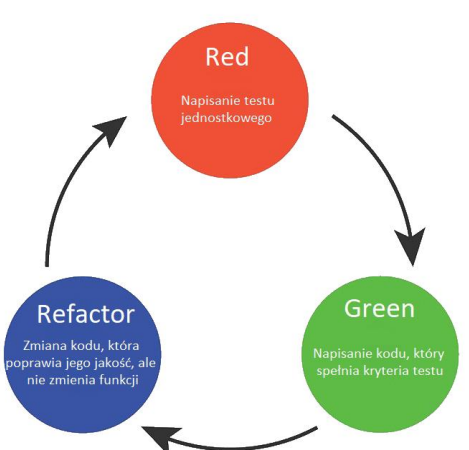 Red
Napisanie testu
jednostkowego
Green
Napisanie kodu, który
spełnia kryteria testu
Refactor
Zmiana kodu, która
poprawia jego jakość, ale
nie zmienia funkcji